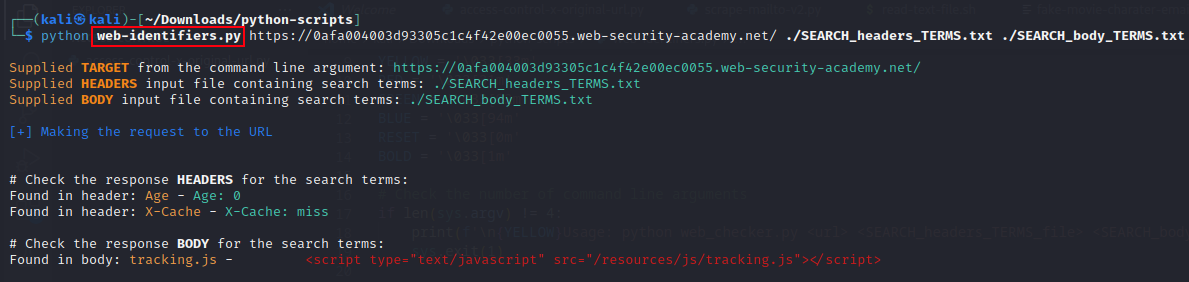 ┌──(kali㉿kali)-[~/Downloads/python-scripts]
└─$ python web-identifiers.py https://0afa004003d93305c1c4f42e00ec0055.web-security-academy.net/ ./SEARCH_headers_TERMS.txt ./SEARCH_body_TERMS.txt
Supplied TARGET from the command line argument: https://0afa004003d93305c1c4f42e00ec0055.web-security-academy.net/
Supplied HEADERS input file containing search terms: ./SEARCH_headers_TERMS.txt
Supplied BODY input file containing search terms: ./SEARCH_body_TERMS.txt
[+] Making the request to the URL
# Check the response HEADERS for the search terms:
Found in header: Age - Age: 0
Found in header: X-Cache - X-Cache: miss
# Check the response BODY for the search terms:
Found in body: tracking.js - <script type="text/javascript" src="/resources/js/tracking.js"></script>